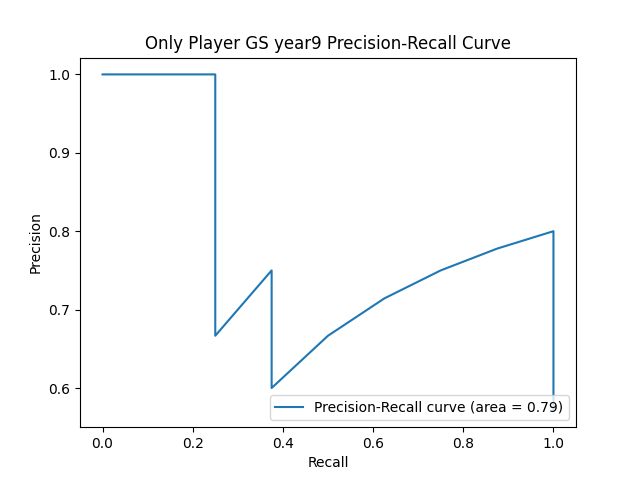 Only Player GS year9 Precision-Recall Curve
1.0
0.9
0.8
0.7
0.6
Precision
Precision-Recall curve (area = 0.79)
0.0 0.2 0.4 0.6 0.8 1.0
Recall